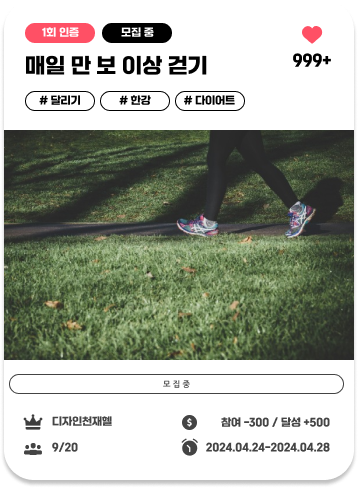 1회 인증
모집 중
매일 만 보 이상 걷기
999+
# 달리기
# 한강
# 다이어트
모집중
디자인천재엘
참여 -300 / 달성 +500
9/20
2024.04.24-2024.04.28